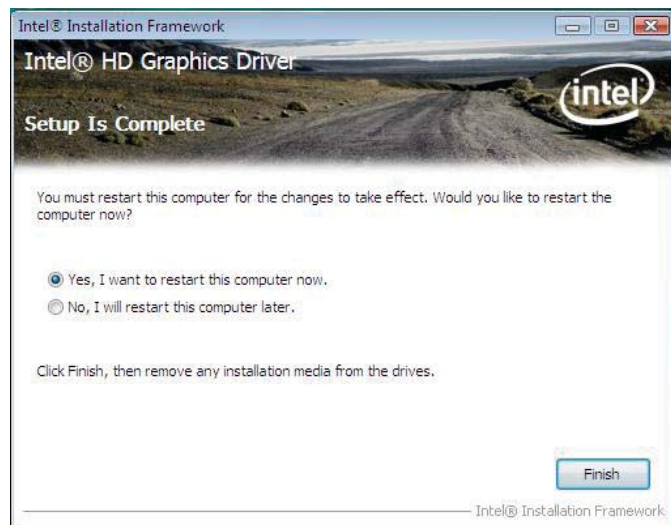 Intel® Installation Framework
Intel® HD Graphics Driver
intel
Setup Is Complete
You must restart this computer for the changes to take effect. Would you like to restart the
computer now?
Yes, I want to restart this computer now.
No, I will restart this computer later.
Click Finish, then remove any installation media from the drives.
Finish
Intel® Installation Framework